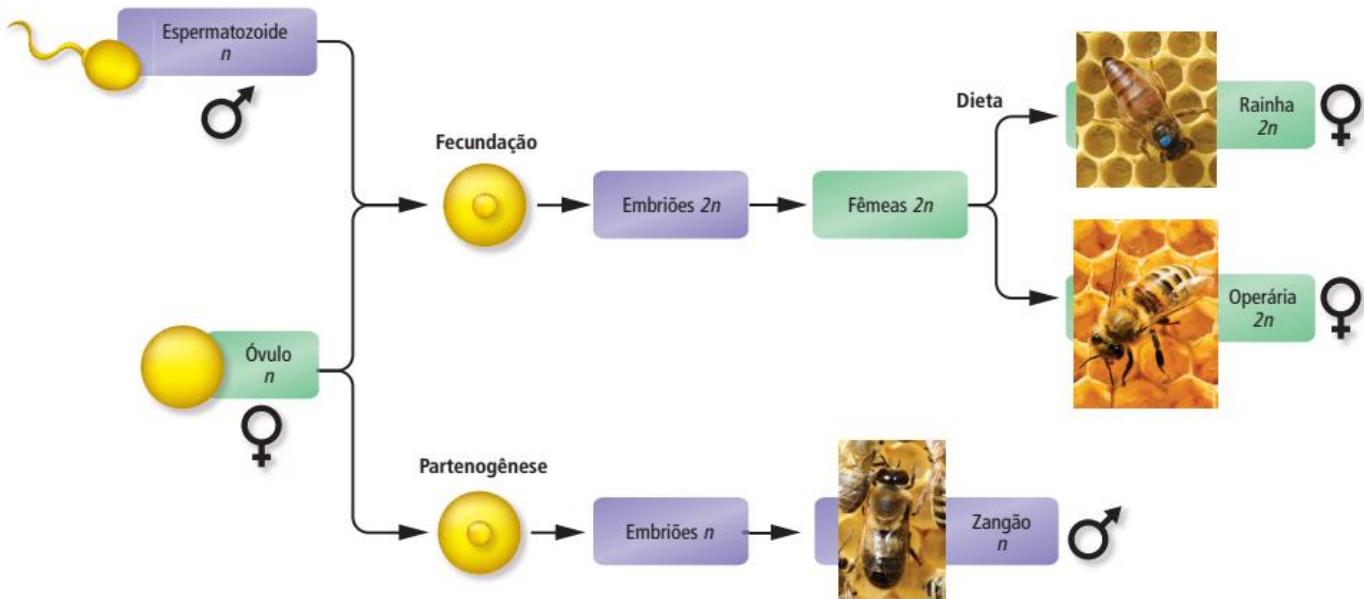 Espermatozoide
n
Fecundação
Embriões 2n
Fêmeas 2n
Dieta
Rainha
2n
Operária
2n
Óvulo
n
Partenogênese
Embriões n
Zangão
n